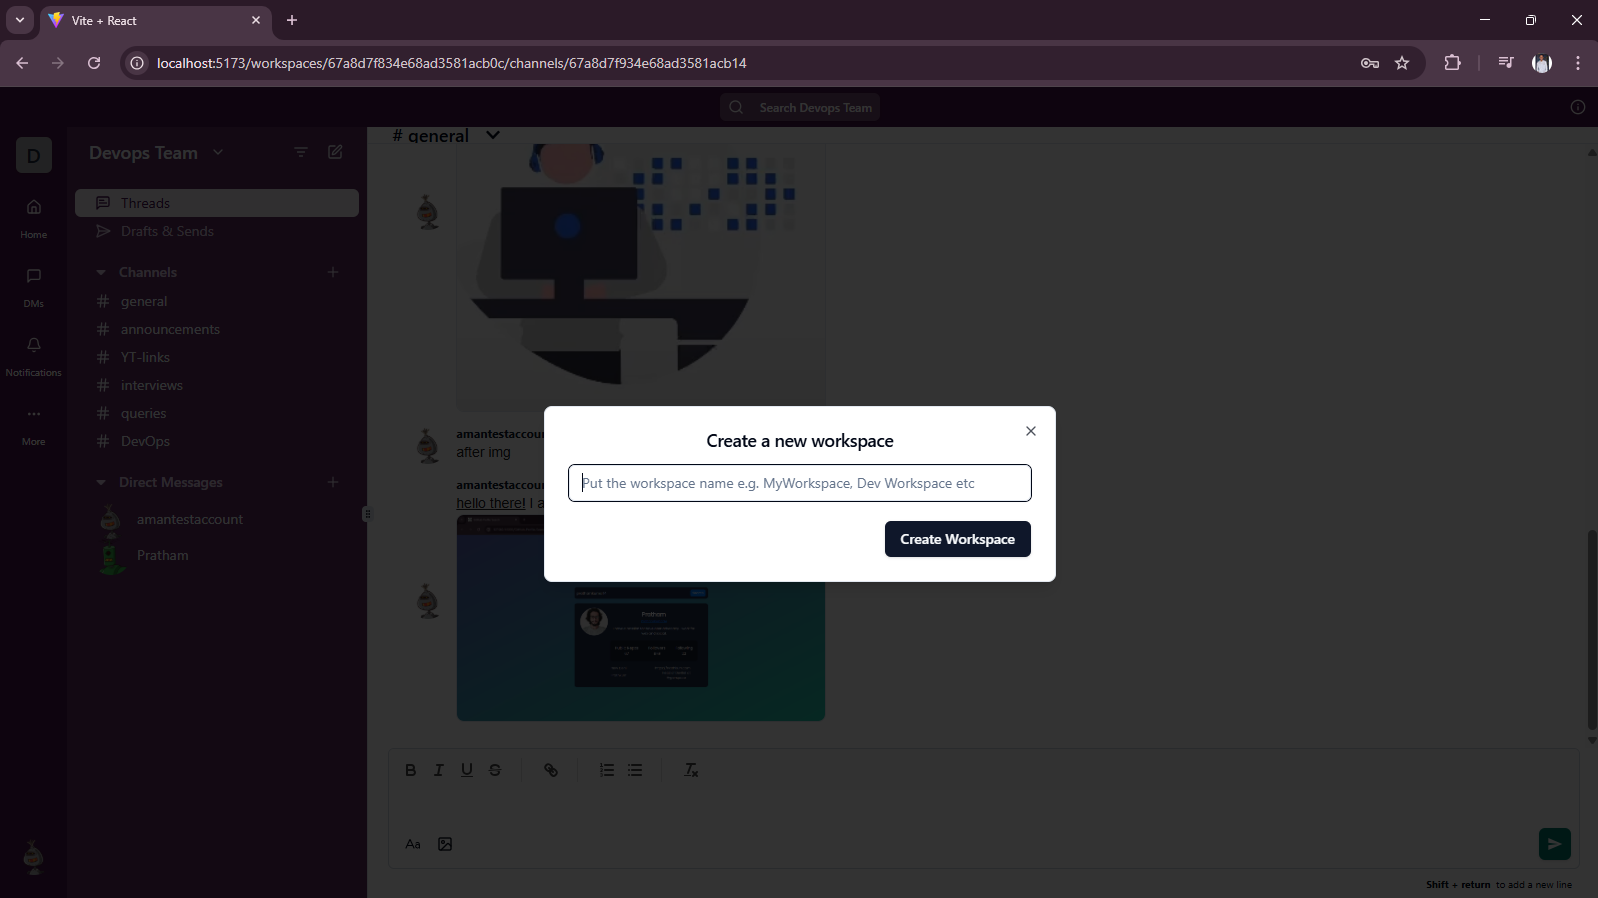 Vite + React
localhost:5173/workspaces/67a8d7f834e68ad3581acb0c/channels/67a8d7f934e68ad3581acb14
Search Devops Team
D
Home
DMs
Notifications
More
Devops Team
Threads
Drafts & Sends
Channels
# general
# announcements
# YT-links
# interviews
# queries
# DevOps
Direct Messages
amantestaccount
Pratham
# general
amantestaccoun
after img
amantestaccoun
hello there! I a
Pratham
Create a new workspace
Put the workspace name e.g. MyWorkspace, Dev Workspace etc
Create Workspace
B I U S
Aa
Shift + return to add a new line